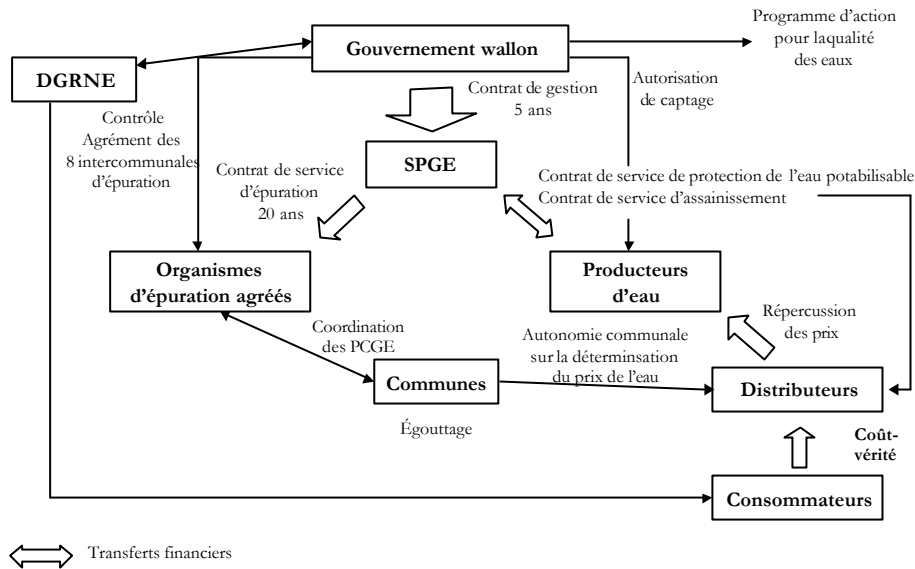 Programme d'action
pour laqualité
des eaux
Gouvernement wallon
DGRNE
Contrat de gestion
5 ans
Autorisation
de captage
Contrôle
Agrément des
8 intercommunales
d'épuration
SPGE
Contrat de service
d'épuration
20 ans
Contrat de service de protection de l'eau potabilisable
Contrat de service d'assainissement
Organismes
d'épuration agréés
Producteurs
d'eau
Répercussion
des prix
Coordination
des PCGE
Autonomie communale
sur la détermination
du prix de l'eau
Communes
Distributeurs
Égouttage
Coût-
vérité
Consommateurs
Transferts financiers